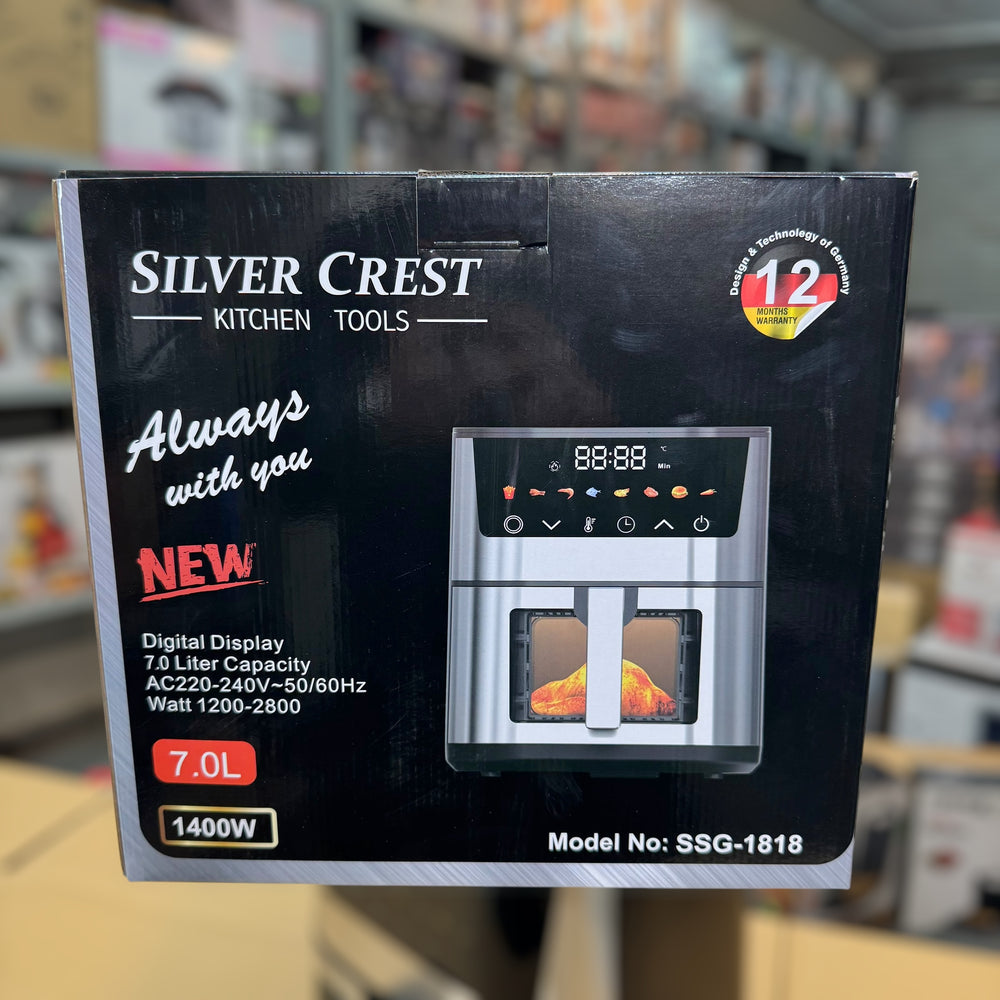 SILVER CREST
KITCHEN TOOLS
Design & Technology of Germany
12
MONTHS
WARRANTY
Always
with you
88:88
°C
Min
NEW
Digital Display
7.0 Liter Capacity
AC220-240V~50/60Hz
Watt 1200-2800
7.0L
1400W
Model No: SSG-1818